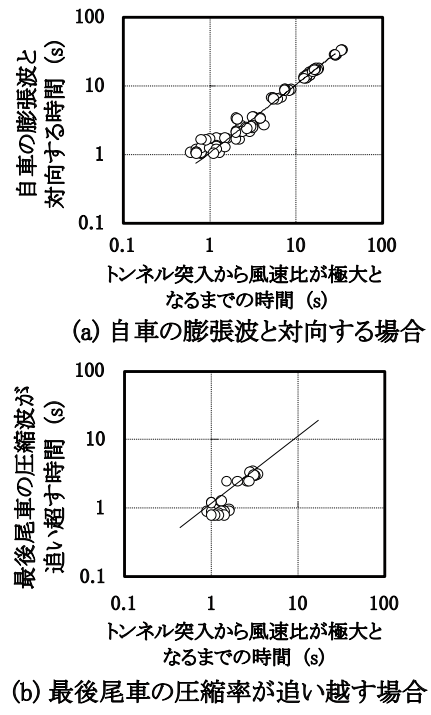 自車の膨張波と
対向する時間 (s)
100
10
1
0.1
0.1 1 10 100
トンネル突入から風速比が極大と
なるまでの時間 (s)
(a) 自車の膨張波と対向する場合
最後尾車の圧縮波が
追い超す時間 (s)
100
10
1
0.1
0.1 1 10 100
トンネル突入から風速比が極大と
なるまでの時間 (s)
(b) 最後尾車の圧縮率が追い越す場合